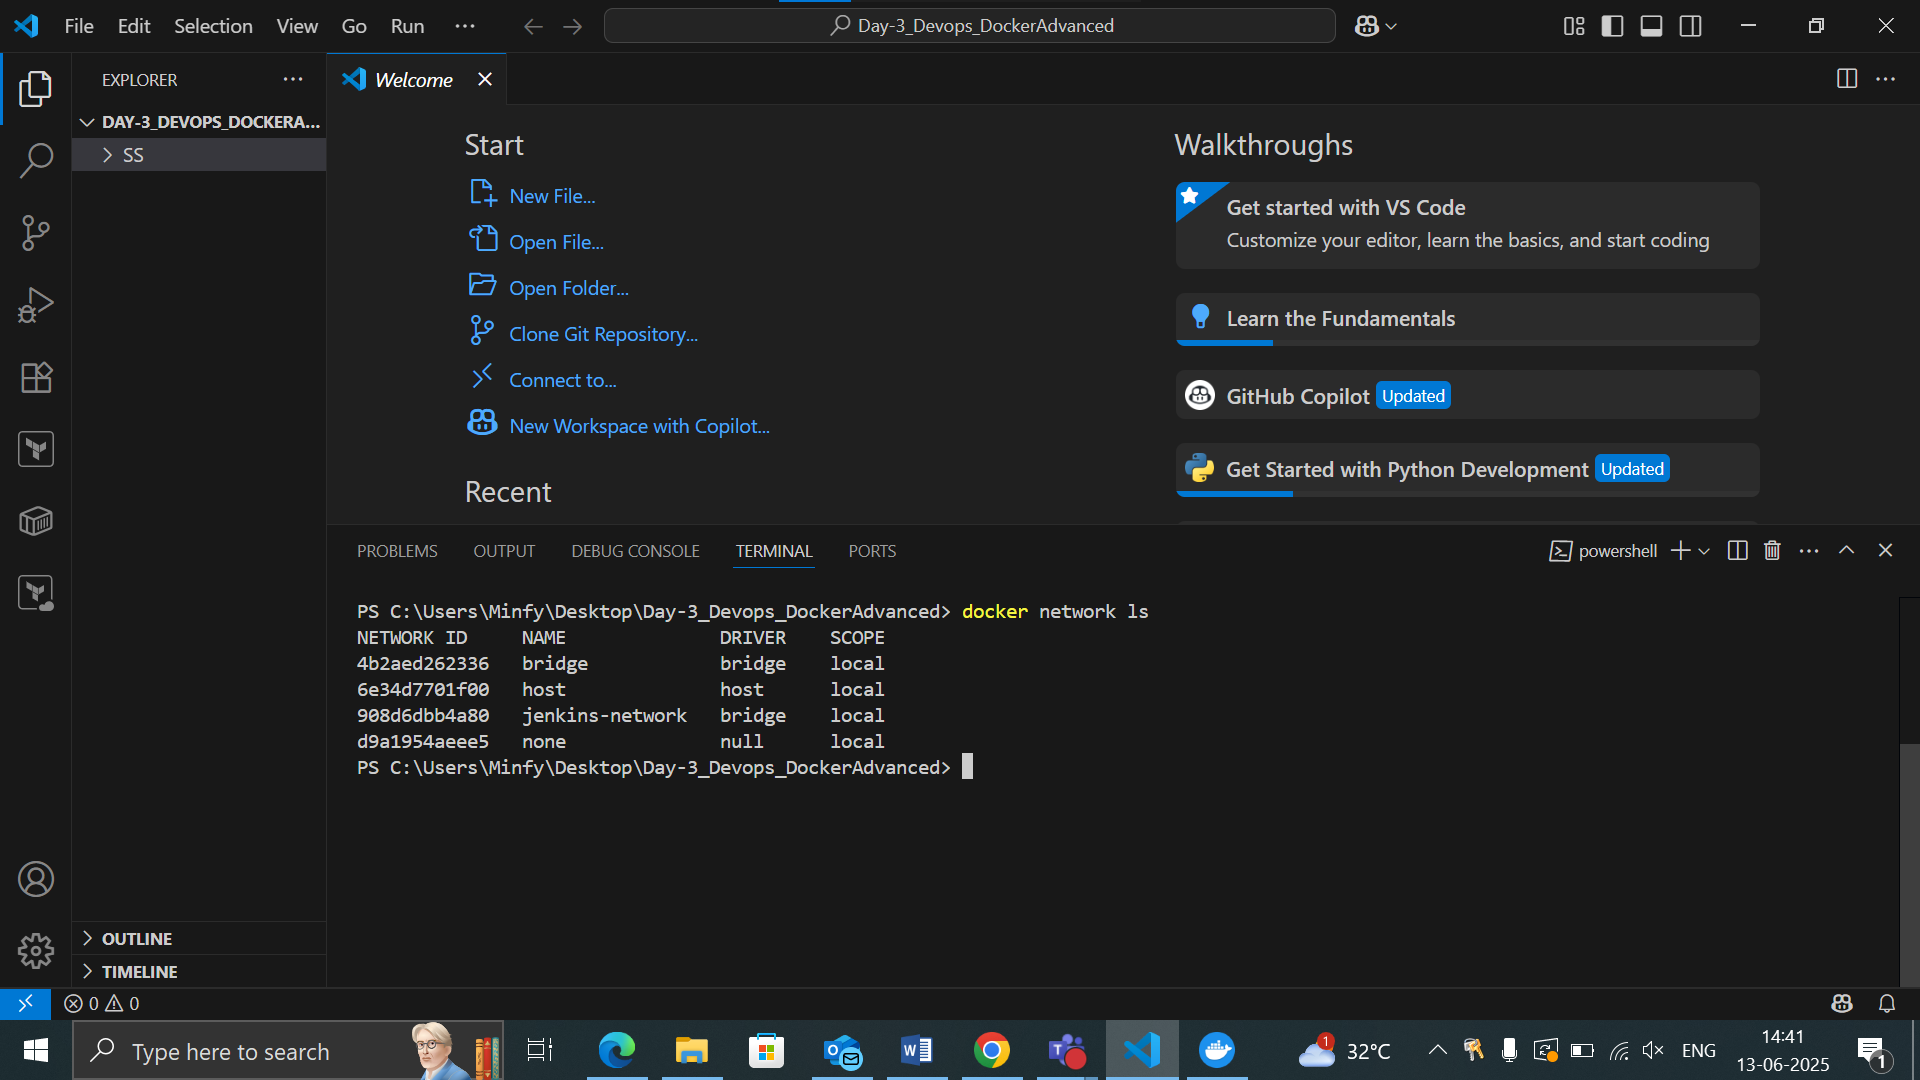 File Edit Selection View Go Run ···
Day-3_Devops_DockerAdvanced
EXPLORER
DAY-3_DEVOPS_DOCKERA...
SS
OUTLINE
TIMELINE
Welcome
Start
New File...
Open File...
Open Folder...
Clone Git Repository...
Connect to...
New Workspace with Copilot...
Recent
Walkthroughs
Get started with VS Code
Customize your editor, learn the basics, and start coding
Learn the Fundamentals
GitHub Copilot Updated
Get Started with Python Development Updated
PROBLEMS OUTPUT DEBUG CONSOLE TERMINAL PORTS
powershell
PS C:\Users\Minfy\Desktop\Day-3_Devops_DockerAdvanced> docker network ls
NETWORK ID NAME DRIVER SCOPE
4b2aed262336 bridge bridge local
6e34d7701f00 host host local
908d6dbb4a80 jenkins-network bridge local
d9a1954aeee5 none null local
PS C:\Users\Minfy\Desktop\Day-3_Devops_DockerAdvanced>
0 0
Type here to search
1
32°C
ENG
14:41
13-06-2025
1